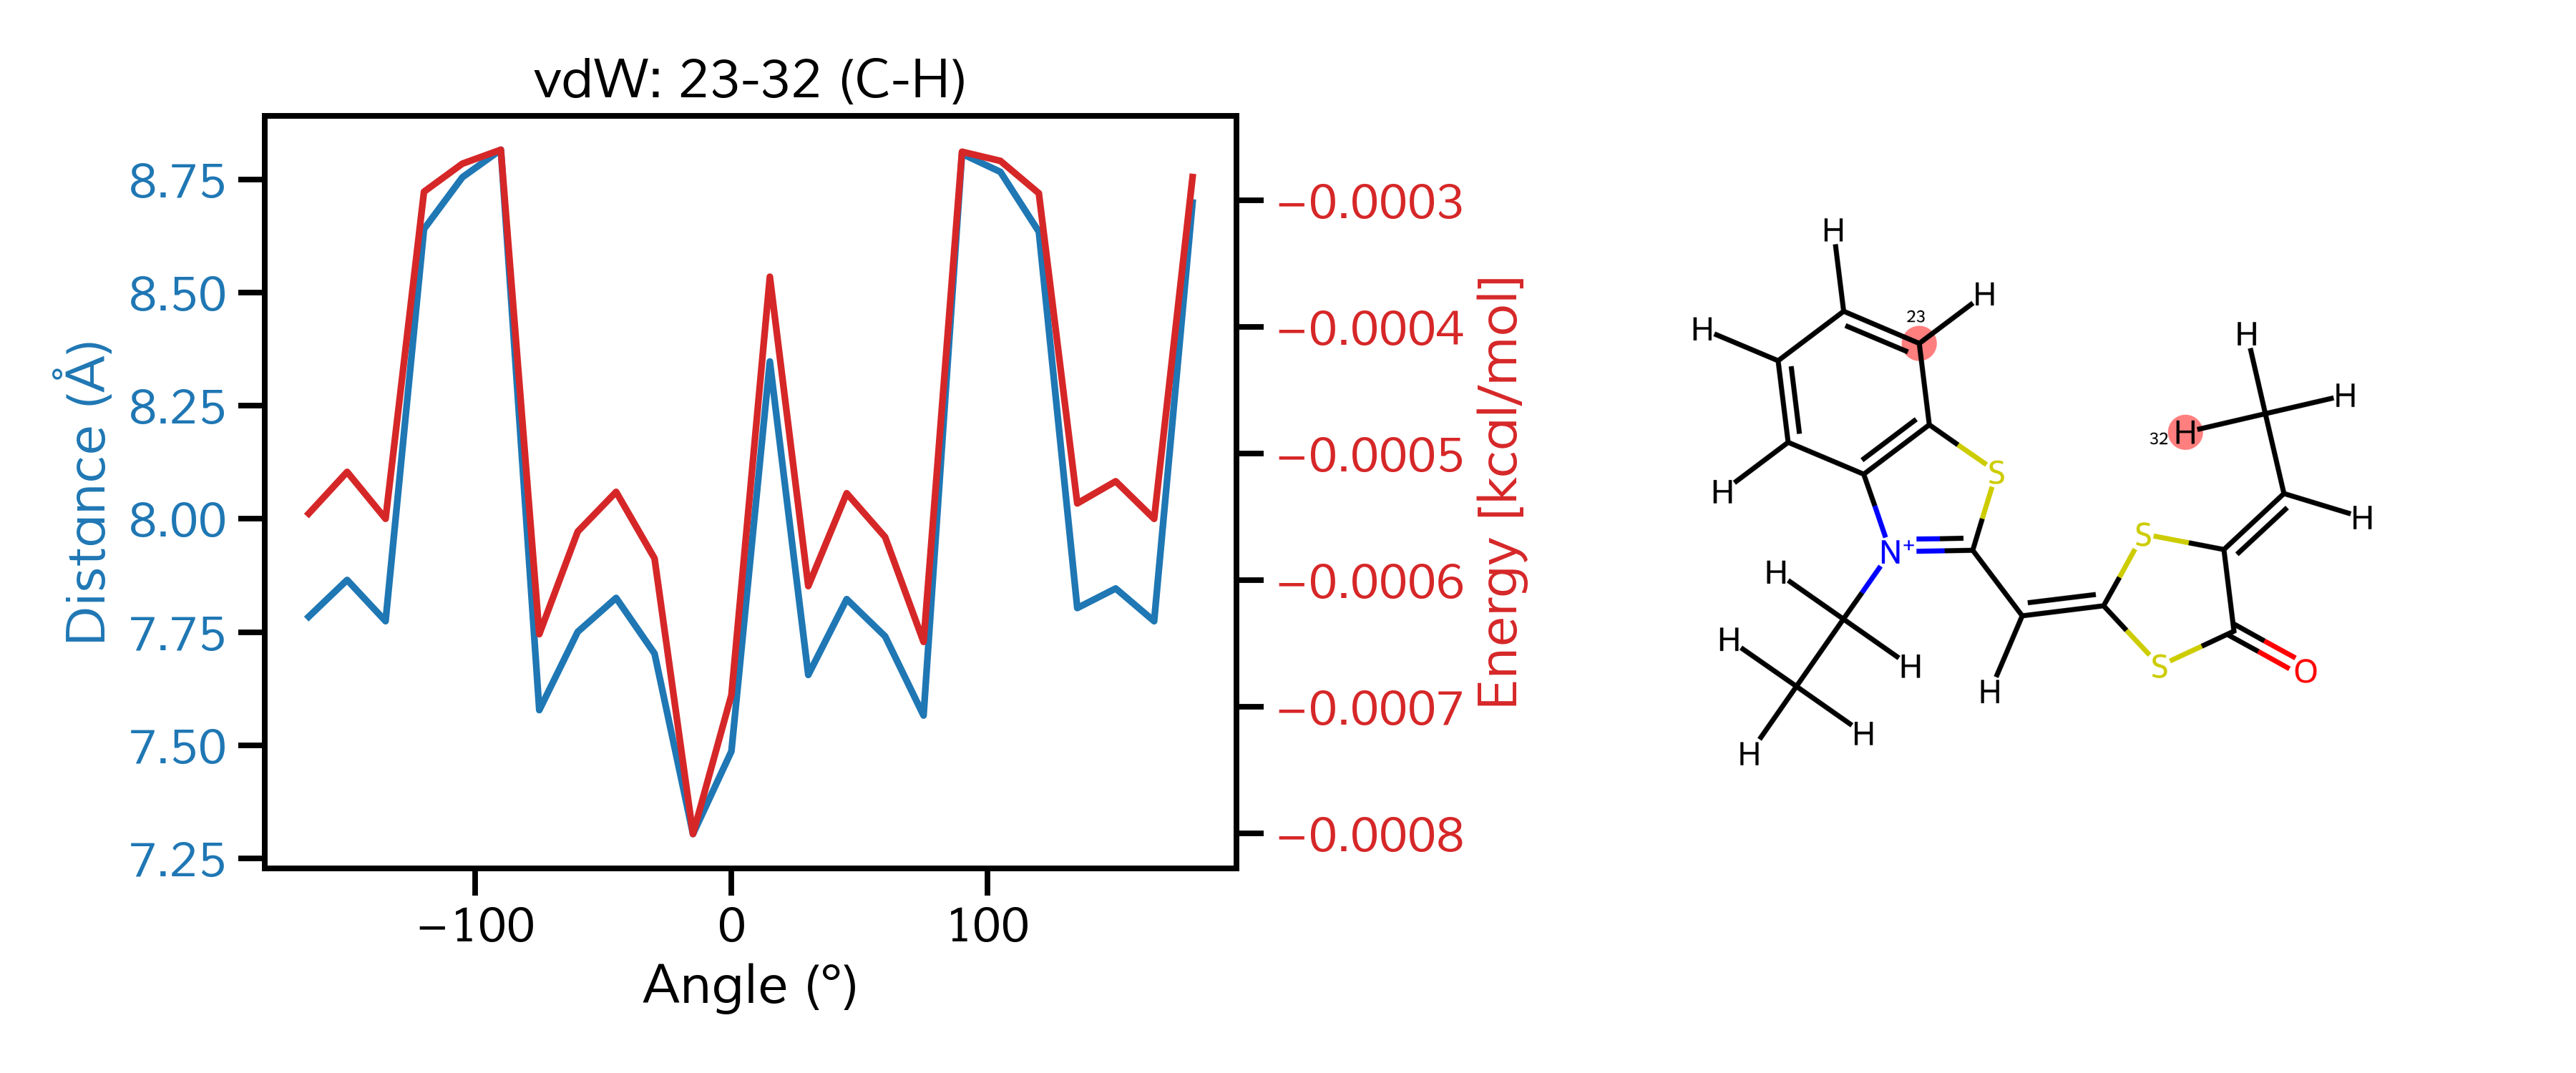 vdW: 23-32 (C-H)
Distance (Å)
8.75
8.50
8.25
8.00
7.75
7.50
7.25
−100
0
100
Angle (°)
−0.0003
−0.0004
−0.0005
−0.0006
−0.0007
−0.0008
Energy [kcal/mol]
H
H
23
H
H
H
H
32
H
S
H
H
S
N+
H
H
H
S
O
H
H
H